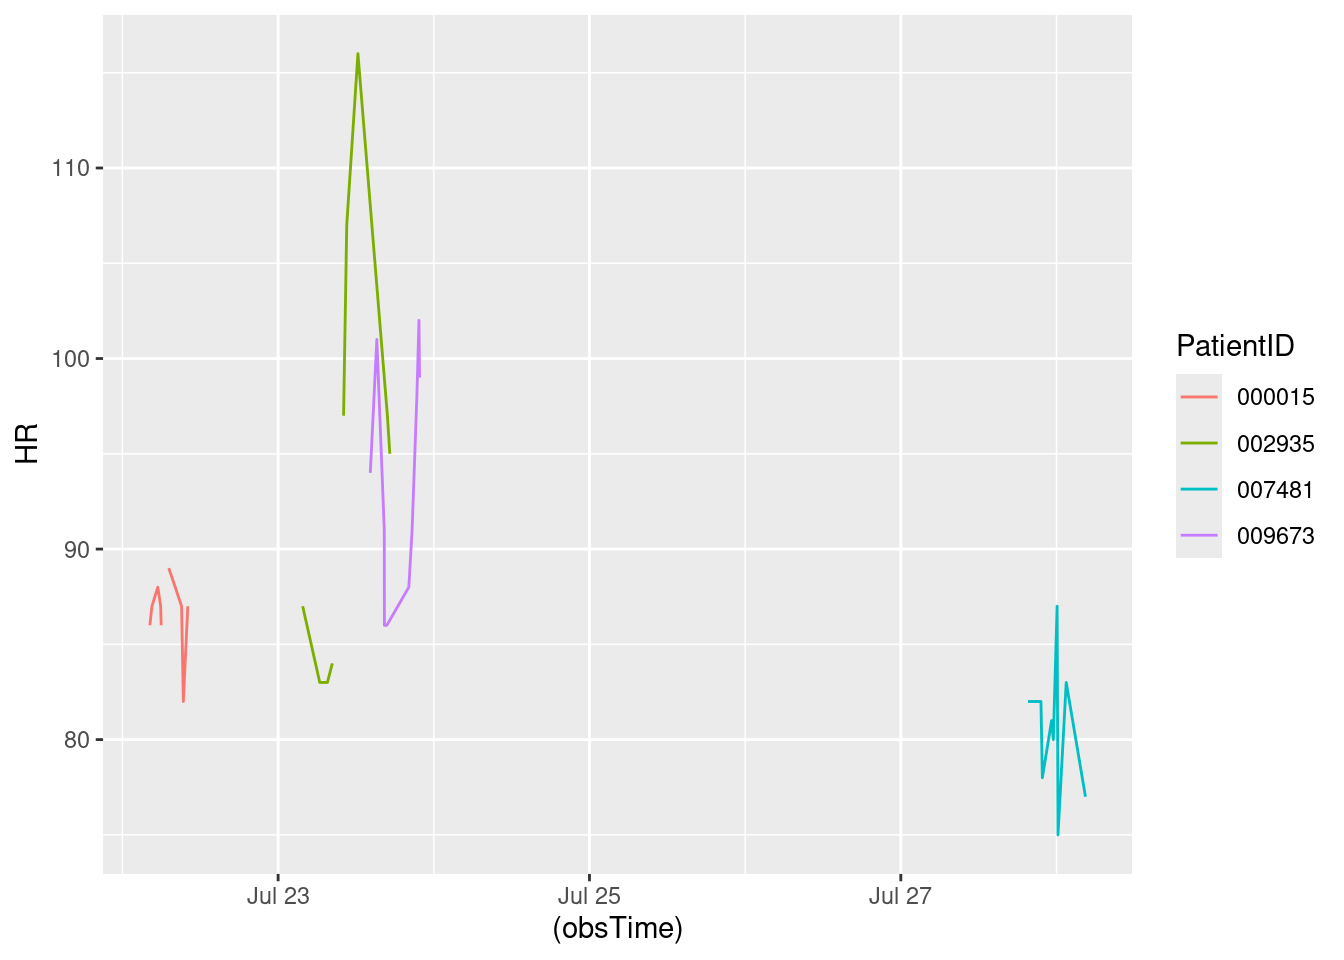 110
100
90
80
HR
Jul 23
Jul 25
Jul 27
(obsTime)
PatientID
000015
002935
007481
009673